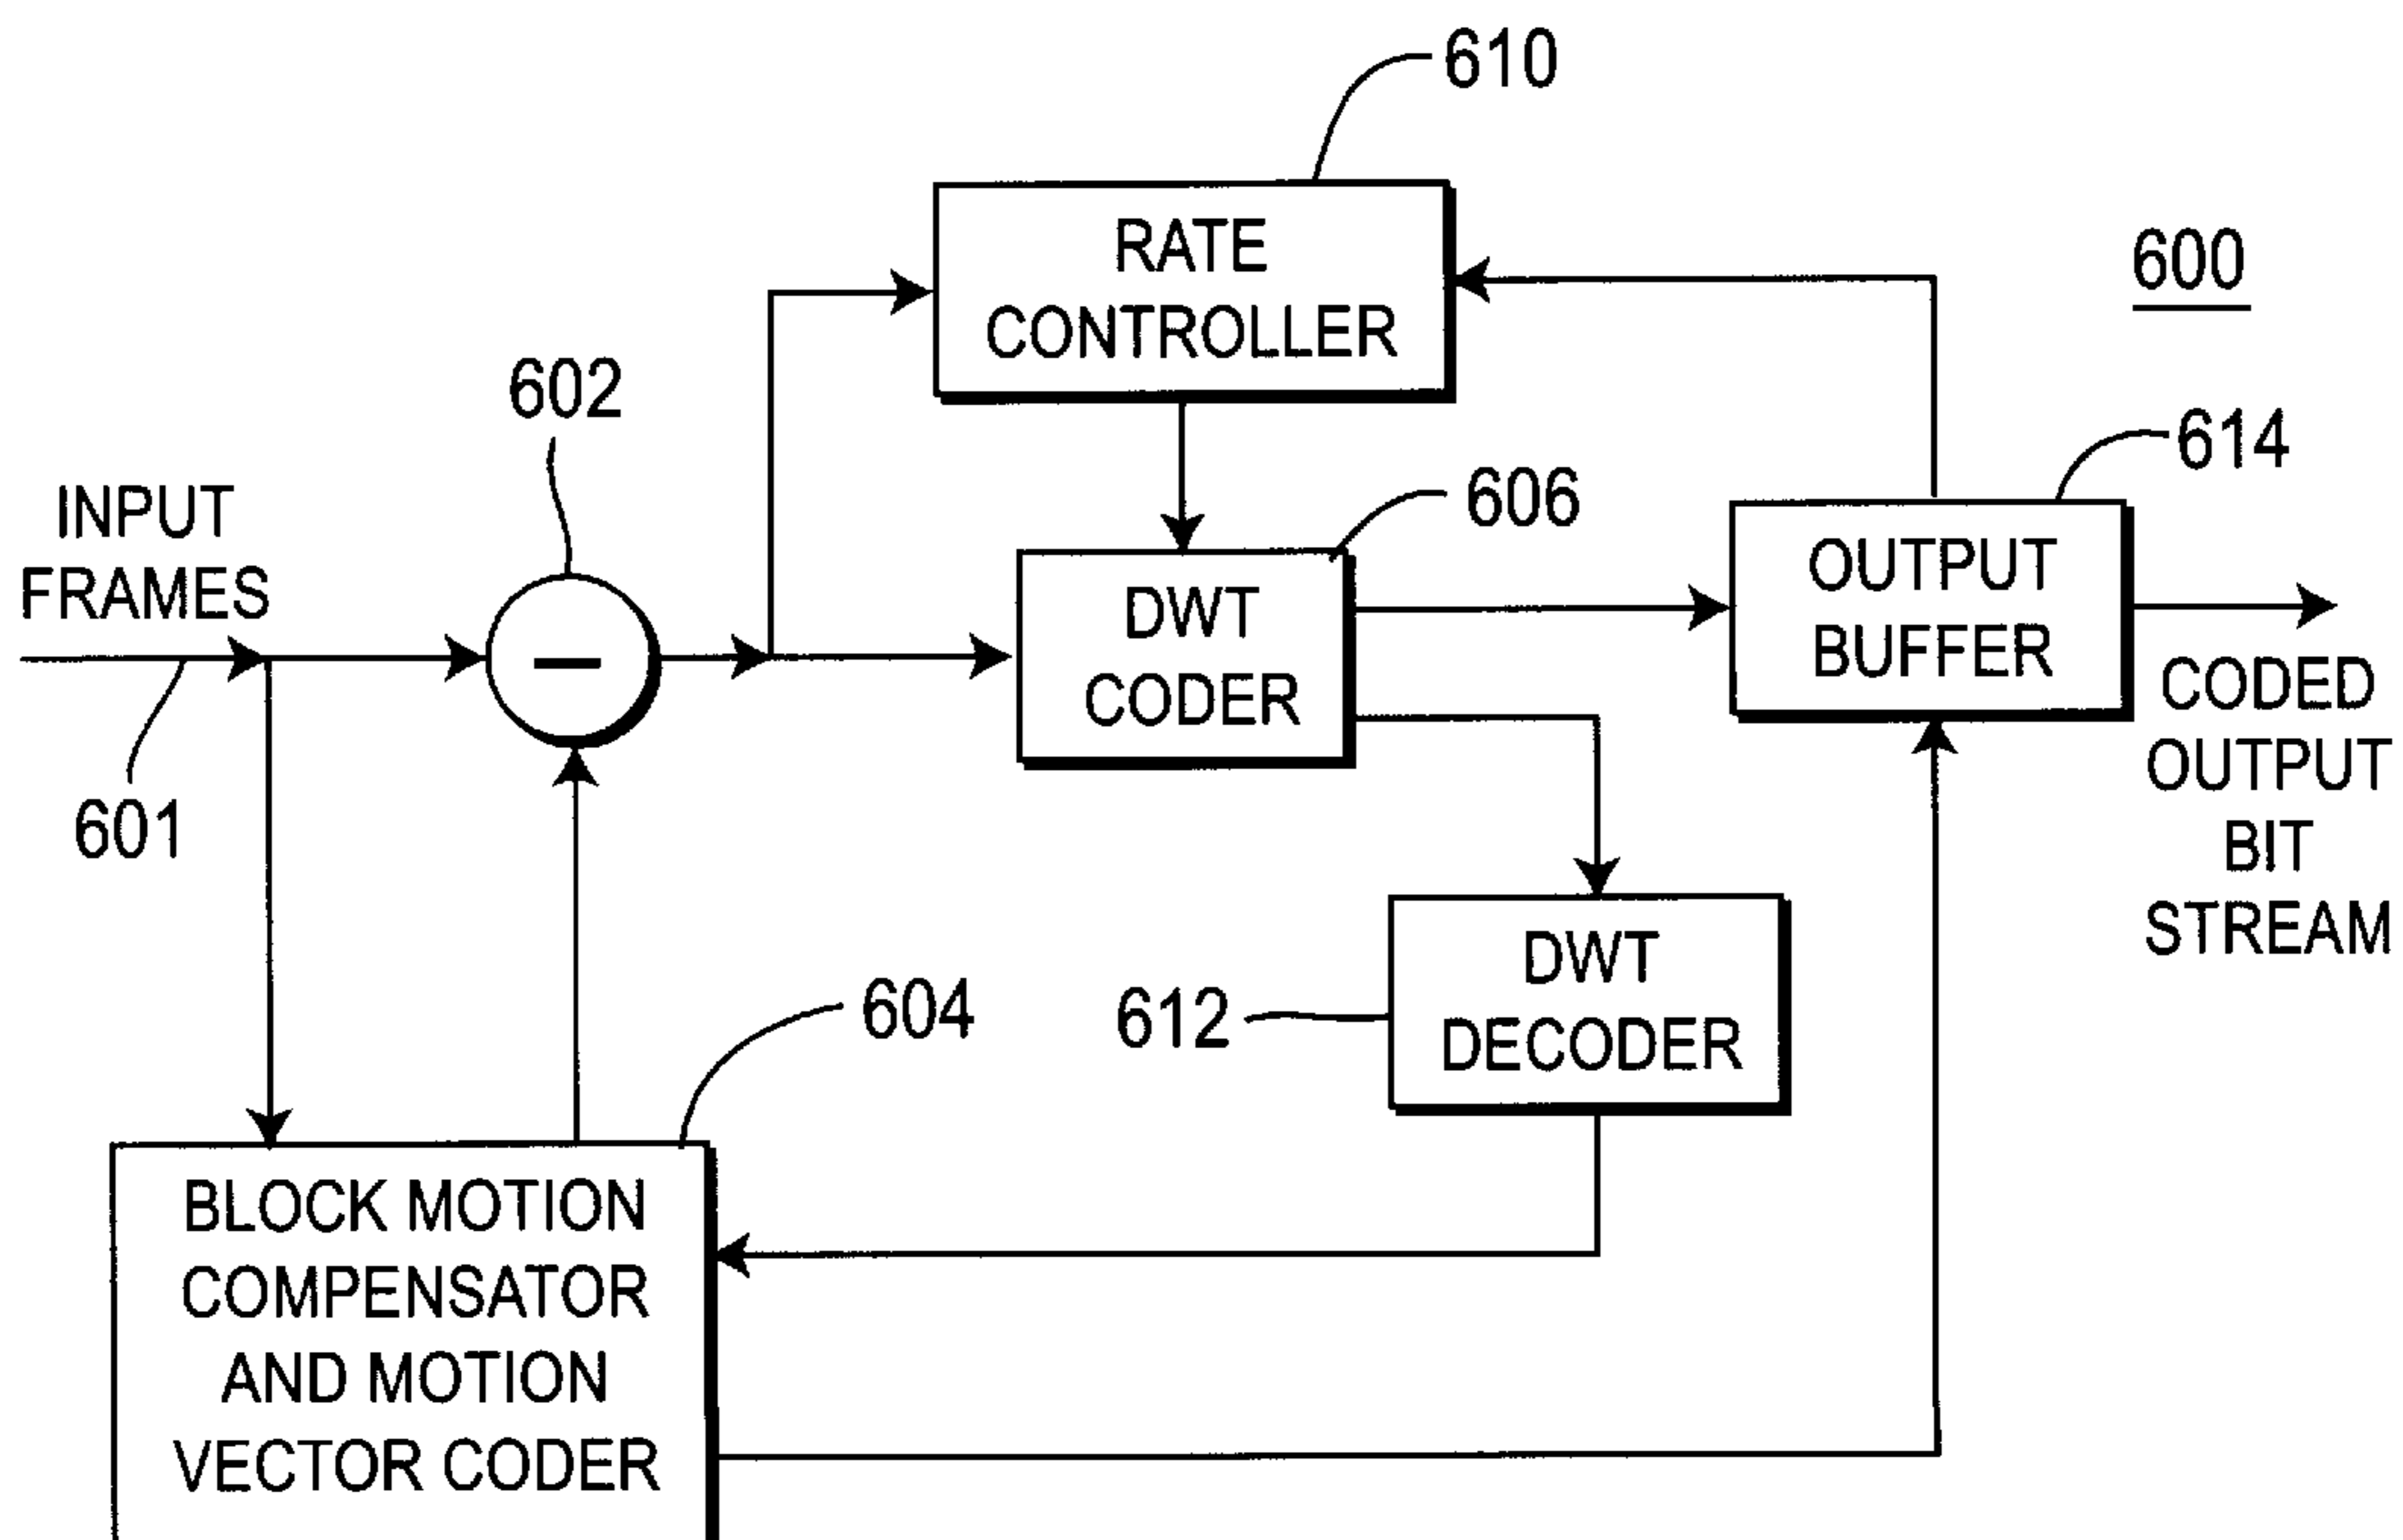 610
RATE
CONTROLLER
600
602
614
606
INPUT
FRAMES
OUTPUT
BUFFER
DWT
CODER
CODED
OUTPUT
BIT
STREAM
601
604
612
DWT
DECODER
BLOCK MOTION
COMPENSATOR
AND MOTION
VECTOR CODER